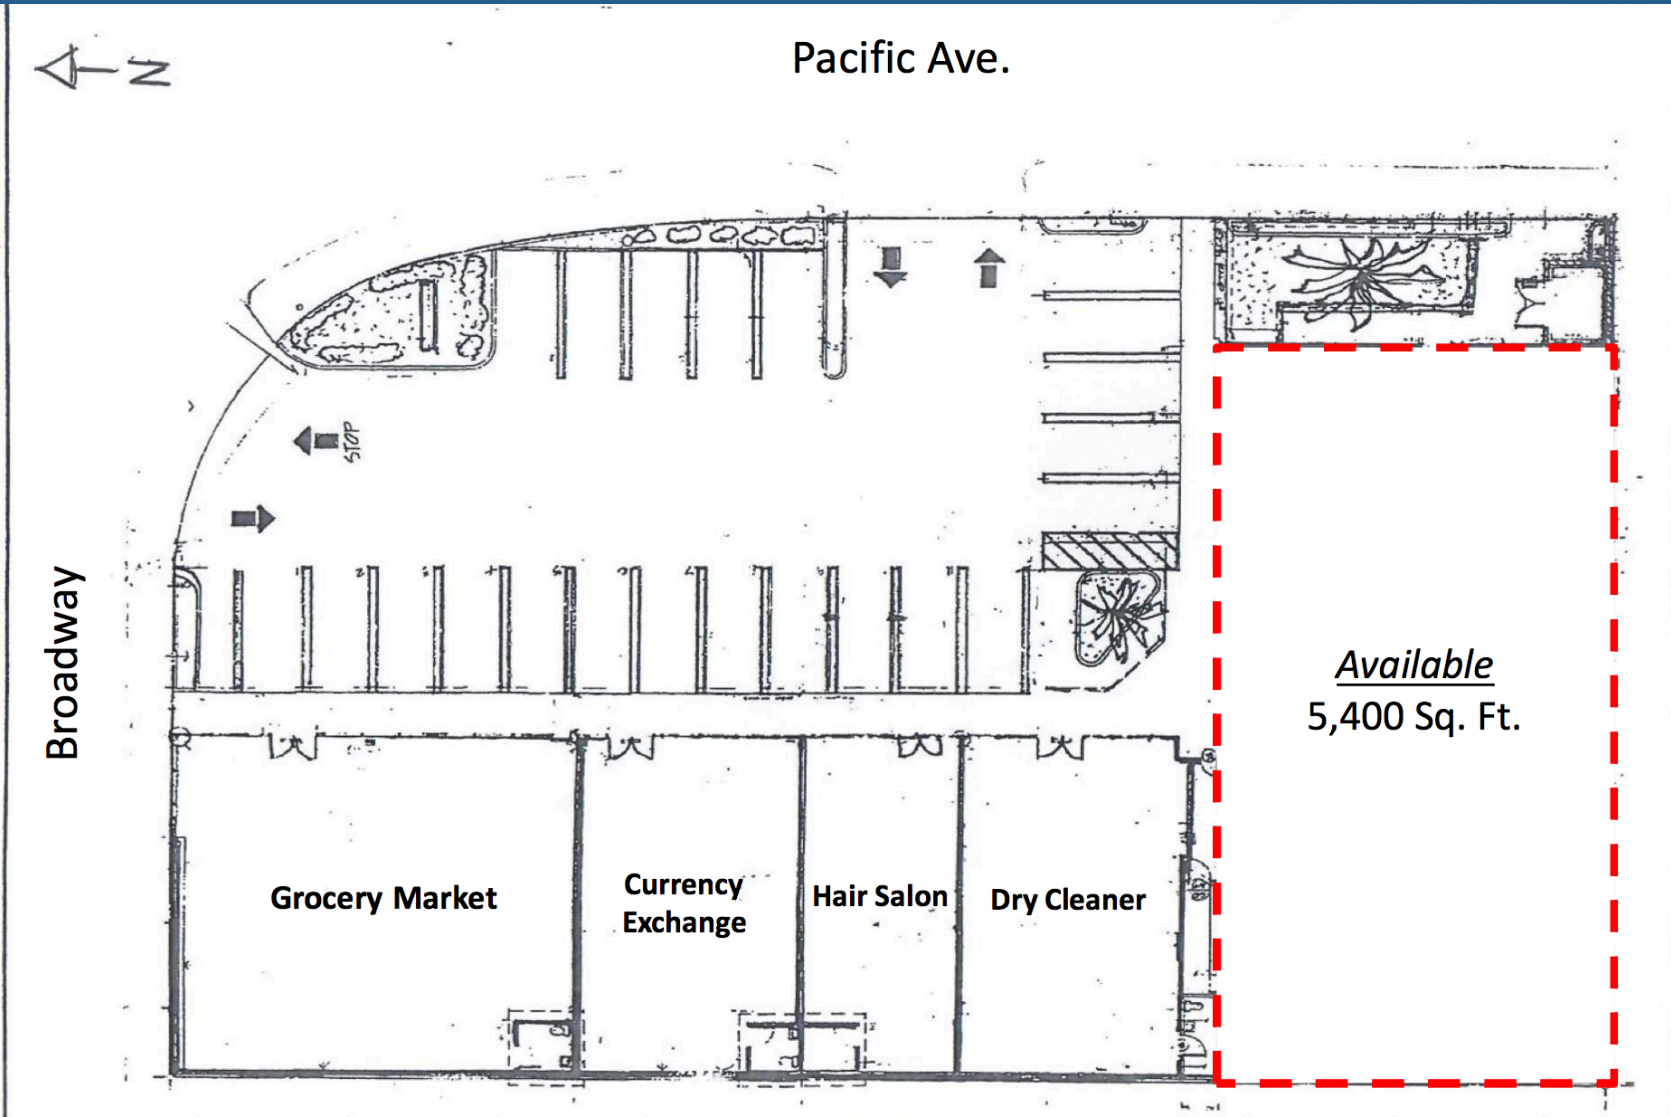 Pacific Ave.
N
STOP
Broadway
Available
5,400 Sq. Ft.
Grocery Market
Currency
Exchange
Hair Salon
Dry Cleaner